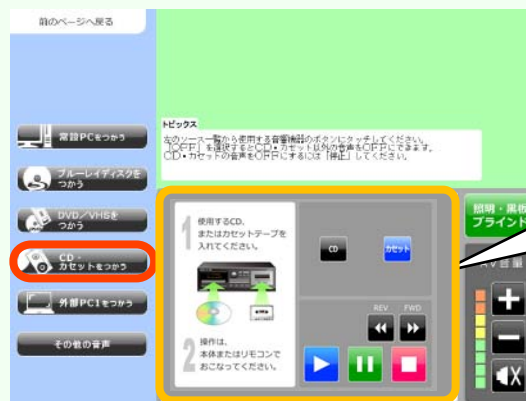 前のページへ戻る
トピックス
左のソース一覧から使用する音響機器のボタンにタッチしてください。
「OFF」を選択するとCD・カセット以外の音声をOFFにできます。
CD・カセットの音声をOFFにするには「停止」してください。
常設PCをつかう
ブルーレイディスクを
つかう
DVD/VHSを
つかう
CD・
カセットをつかう
外部PC1をつかう
その他の音声
1
使用するCD、
またはカセットテープを
入れてください。
2
操作は、
本体またはリモコンで
おこなってください。
CD
カセット
REV
FWD
照明・黒板
ブラインド
AV音量